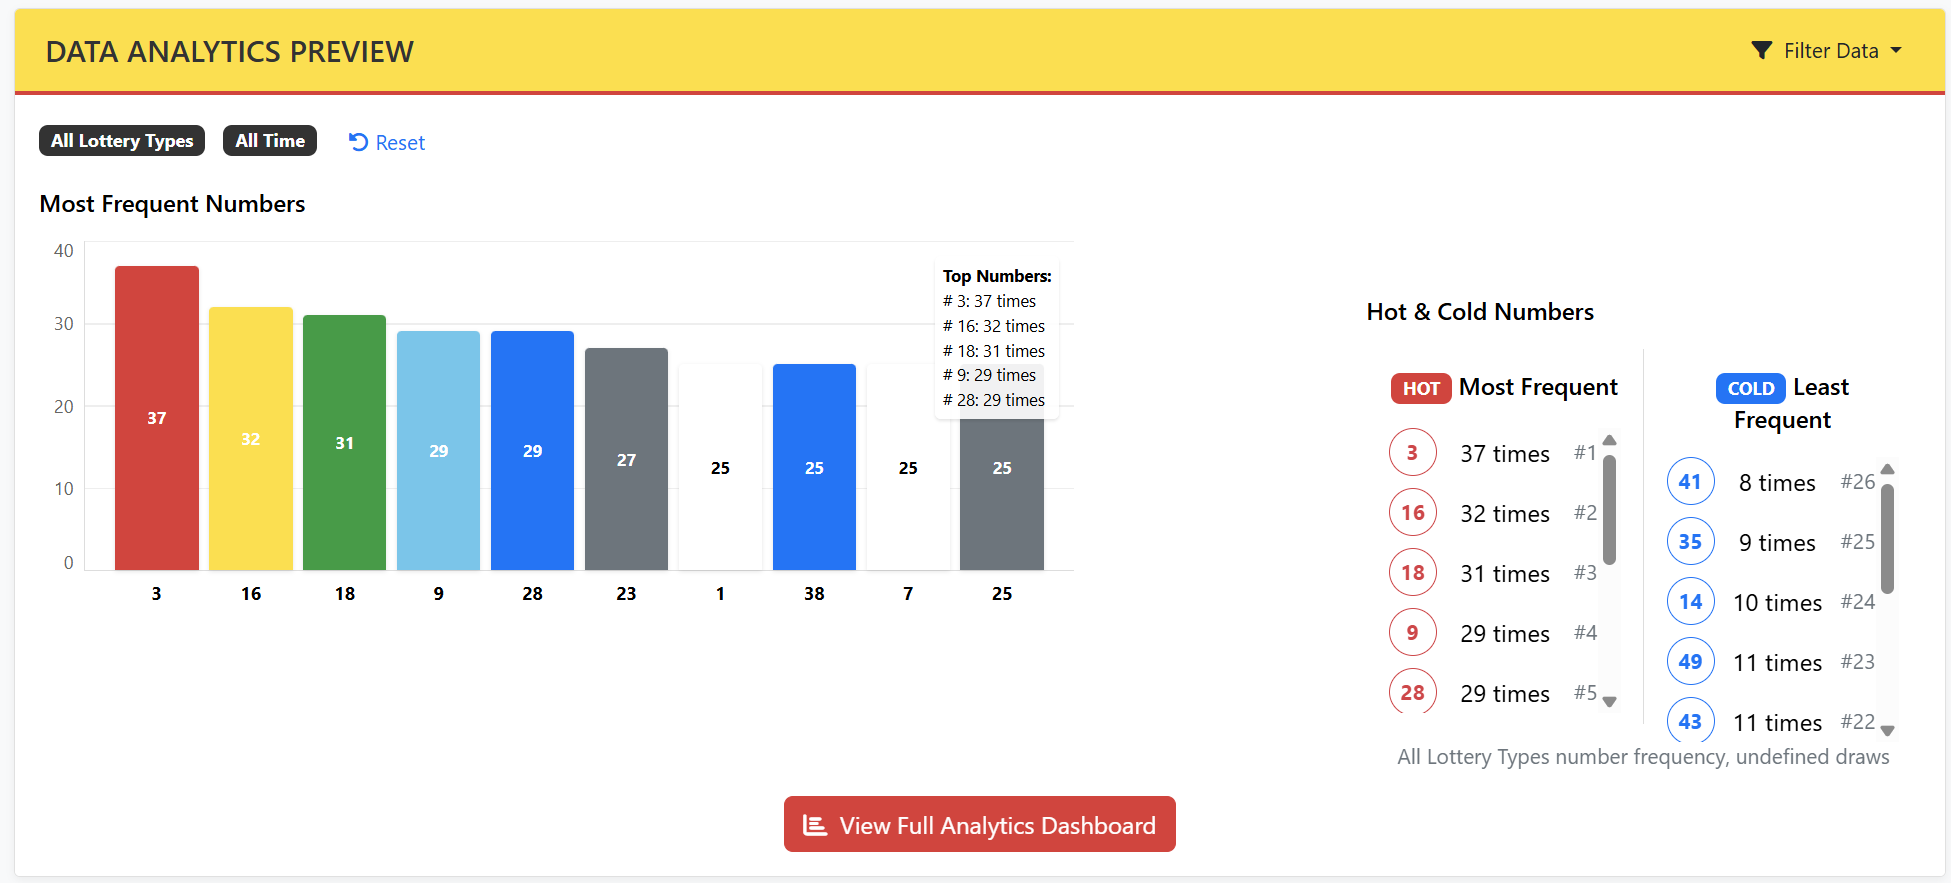 DATA ANALYTICS PREVIEW
Filter Data
All Lottery Types
All Time
Reset
Most Frequent Numbers
40
30
20
10
0
37
32
31
29
29
27
25
25
25
25
3
16
18
9
28
23
1
38
7
25
Top Numbers:
# 3: 37 times
# 16: 32 times
# 18: 31 times
# 9: 29 times
# 28: 29 times
Hot & Cold Numbers
HOT Most Frequent
3 37 times #1
16 32 times #2
18 31 times #3
9 29 times #4
28 29 times #5
COLD Least
Frequent
41 8 times #26
35 9 times #25
14 10 times #24
49 11 times #23
43 11 times #22
All Lottery Types number frequency, undefined draws
View Full Analytics Dashboard